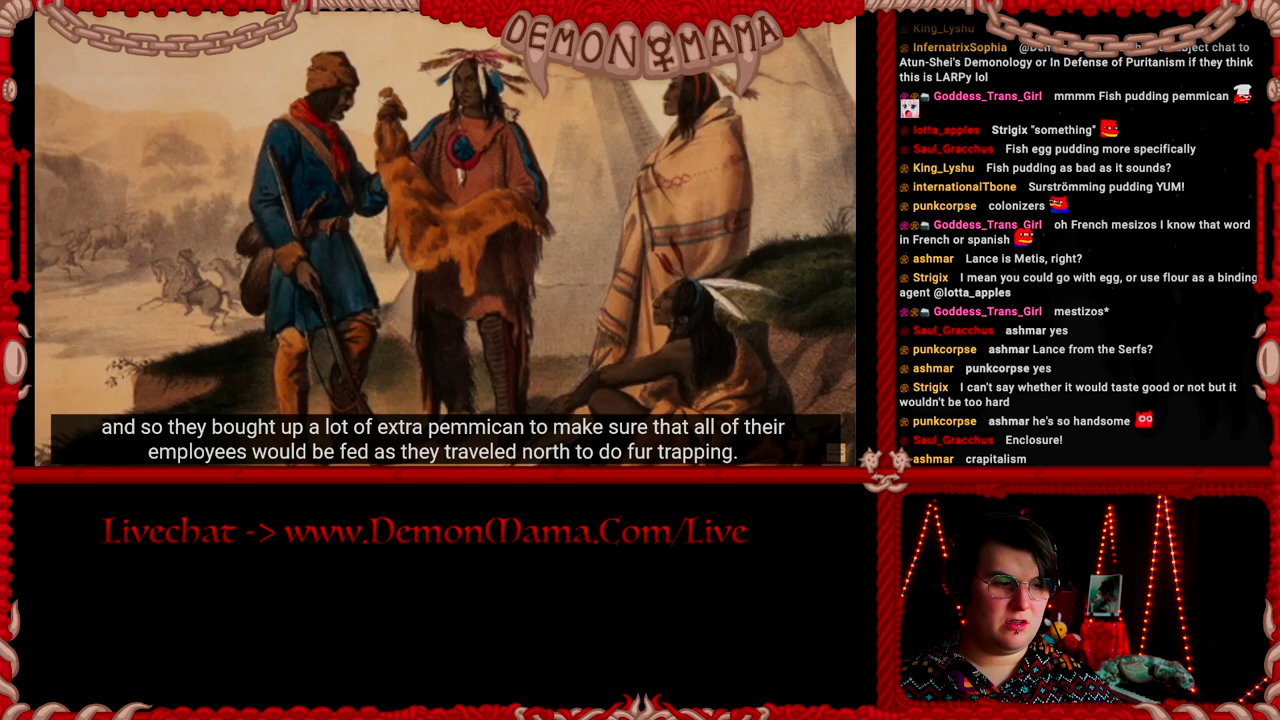 DEMON MAMA
and so they bought up a lot of extra pemmican to make sure that all of their
employees would be fed as they traveled north to do fur trapping.
Livechat -> www.DemonMama.Com/Live
King_Lyshu
InfernatrixSophia
Atun-Shei's Demonology or In Defense of Puritanism if they think
this is LARPy lol
Goddess_Trans_Girl mmmm Fish pudding pemmican
lotta_apples Strigix "something"
Saul_Gracchus Fish egg pudding more specifically
King_Lyshu Fish pudding as bad as it sounds?
internationalTbone Surströmming pudding YUM!
punkcorpse colonizers
Goddess_Trans_Girl oh French mesizos I know that word
in French or spanish
ashmar Lance is Metis, right?
Strigix I mean you could go with egg, or use flour as a binding
agent @lotta_apples
Goddess_Trans_Girl mestizos*
Saul_Gracchus ashmar yes
punkcorpse ashmar Lance from the Serfs?
ashmar punkcorpse yes
Strigix I can't say whether it would taste good or not but it
wouldn't be too hard
punkcorpse ashmar he's so handsome
Saul_Gracchus Enclosure!
ashmar crapitalism